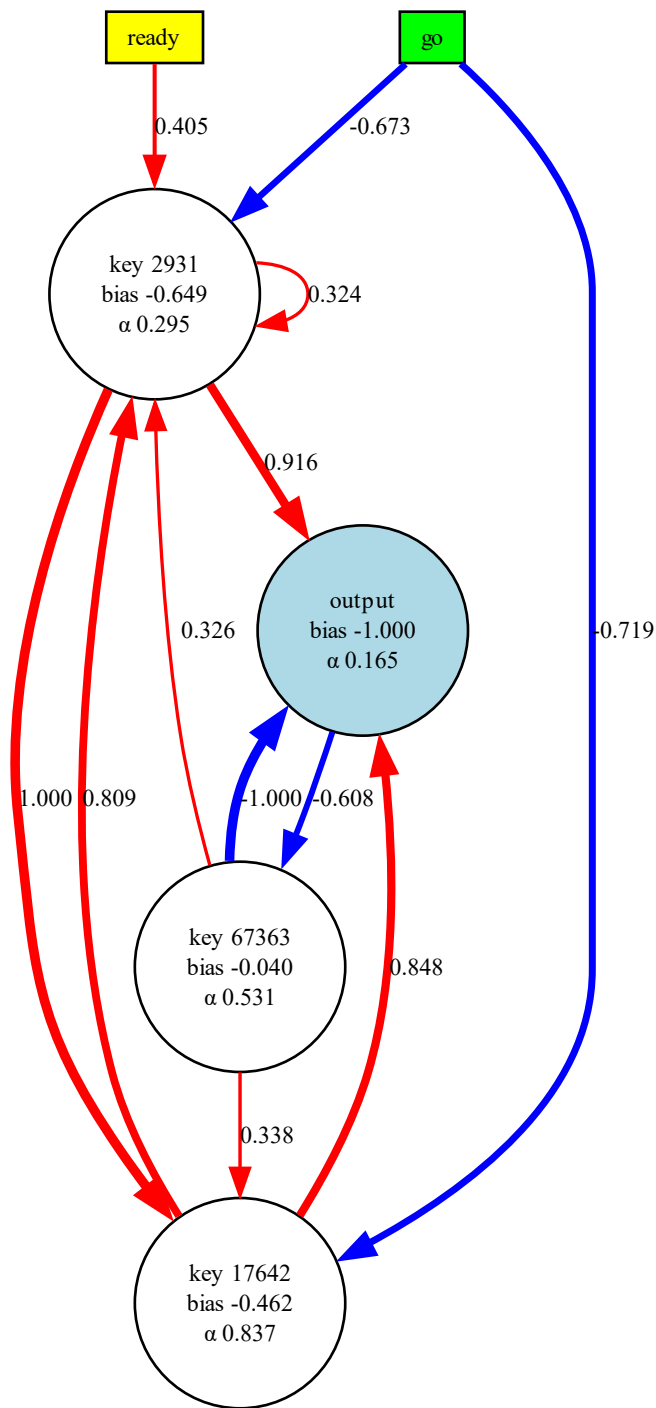 ready
go
0.405
-0.673
key 2931
bias -0.649
α 0.295
0.324
0.916
output
bias -1.000
α 0.165
0.326
-0.719
1.000
0.809
-1.000
-0.608
key 67363
bias -0.040
α 0.531
0.848
0.338
key 17642
bias -0.462
α 0.837